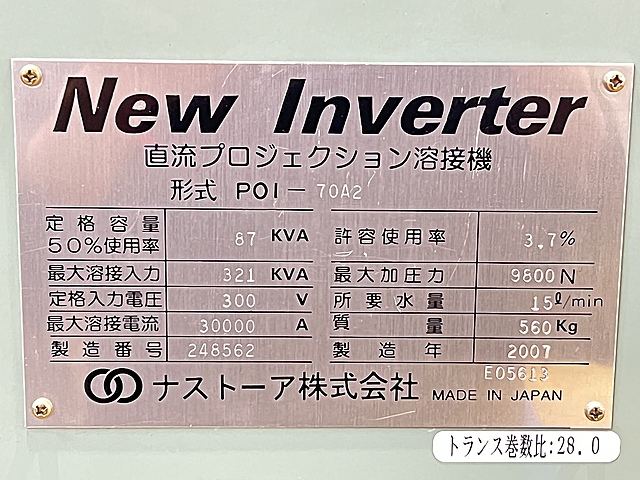 New Inverter
直流プロジェクション溶接機
形式 POI-70A2
定格容量 50%使用率 87 KVA 許容使用率 3.7%
最大溶接入力 321 KVA 最大加圧力 9800 N
定格入力電圧 300 V 所要水量 15ℓ/min
最大溶接電流 30000 A 質量 560Kg
製造番号 248562 製造年 2007
E05613
ナストーア株式会社 MADE IN JAPAN
トランス巻数比:28.0